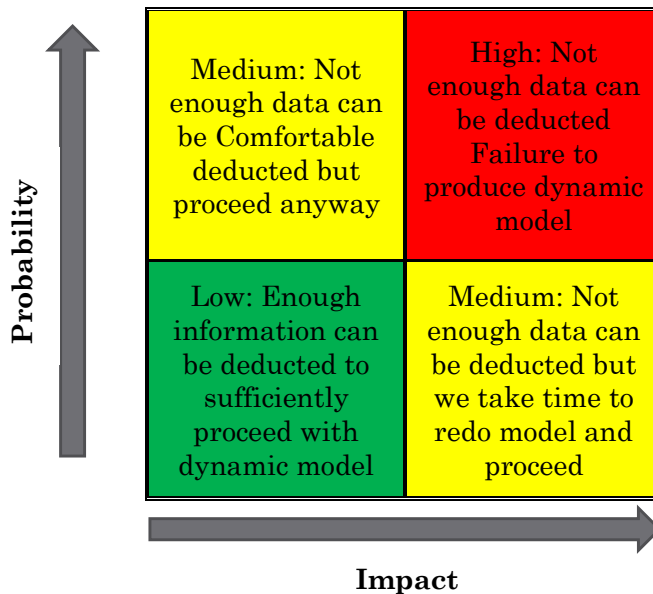 Medium: Not
enough data can
be Comfortable
deducted but
proceed anyway
High: Not
enough data can
be deducted
Failure to
produce dynamic
model
Probability
Low: Enough
information can
be deducted to
sufficiently
proceed with
dynamic model
Medium: Not
enough data can
be deducted but
we take time to
redo model and
proceed
Impact